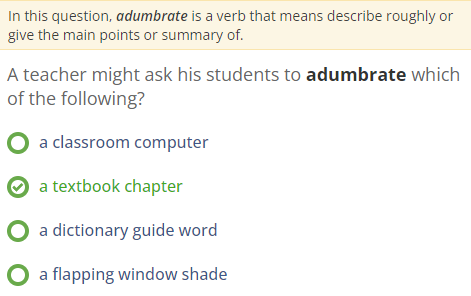 In this question, adumbrate is a verb that means describe roughly or
give the main points or summary of.
A teacher might ask his students to adumbrate which
of the following?
a classroom computer
a textbook chapter
a dictionary guide word
a flapping window shade